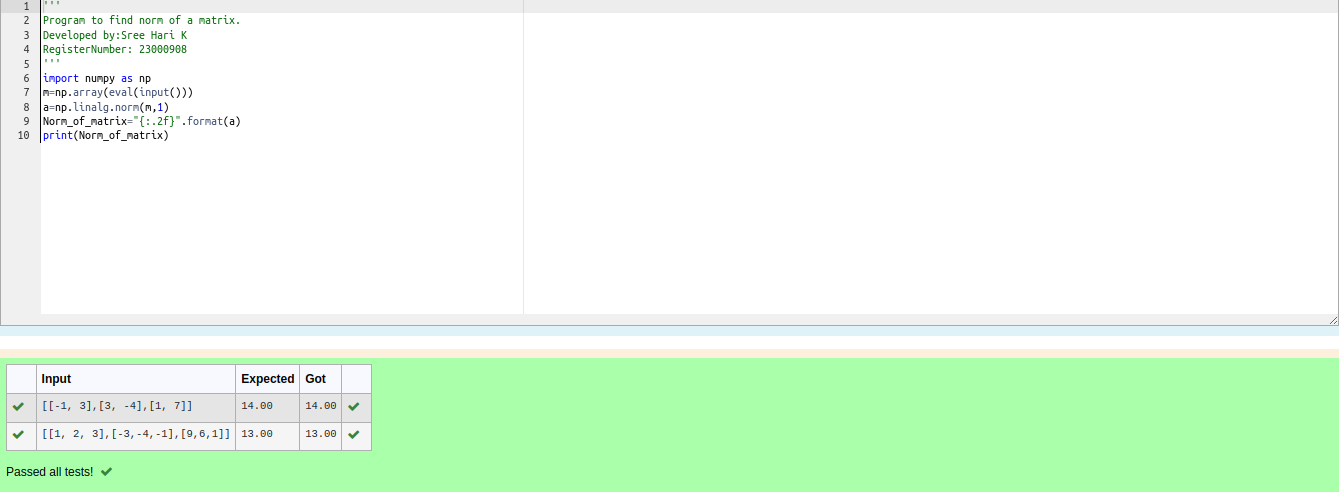 1 '''
2 Program to find norm of a matrix.
3 Developed by:Sree Hari K
4 RegisterNumber: 23000908
5 '''
6 import numpy as np
7 m=np.array(eval(input()))
8 a=np.linalg.norm(m,1)
9 Norm_of_matrix="{:.2f}".format(a)
10 print(Norm_of_matrix)
Input Expected Got
[[-1, 3],[3, -4],[1, 7]] 14.00 14.00
[[1, 2, 3],[-3,-4,-1],[9,6,1]] 13.00 13.00
Passed all tests!